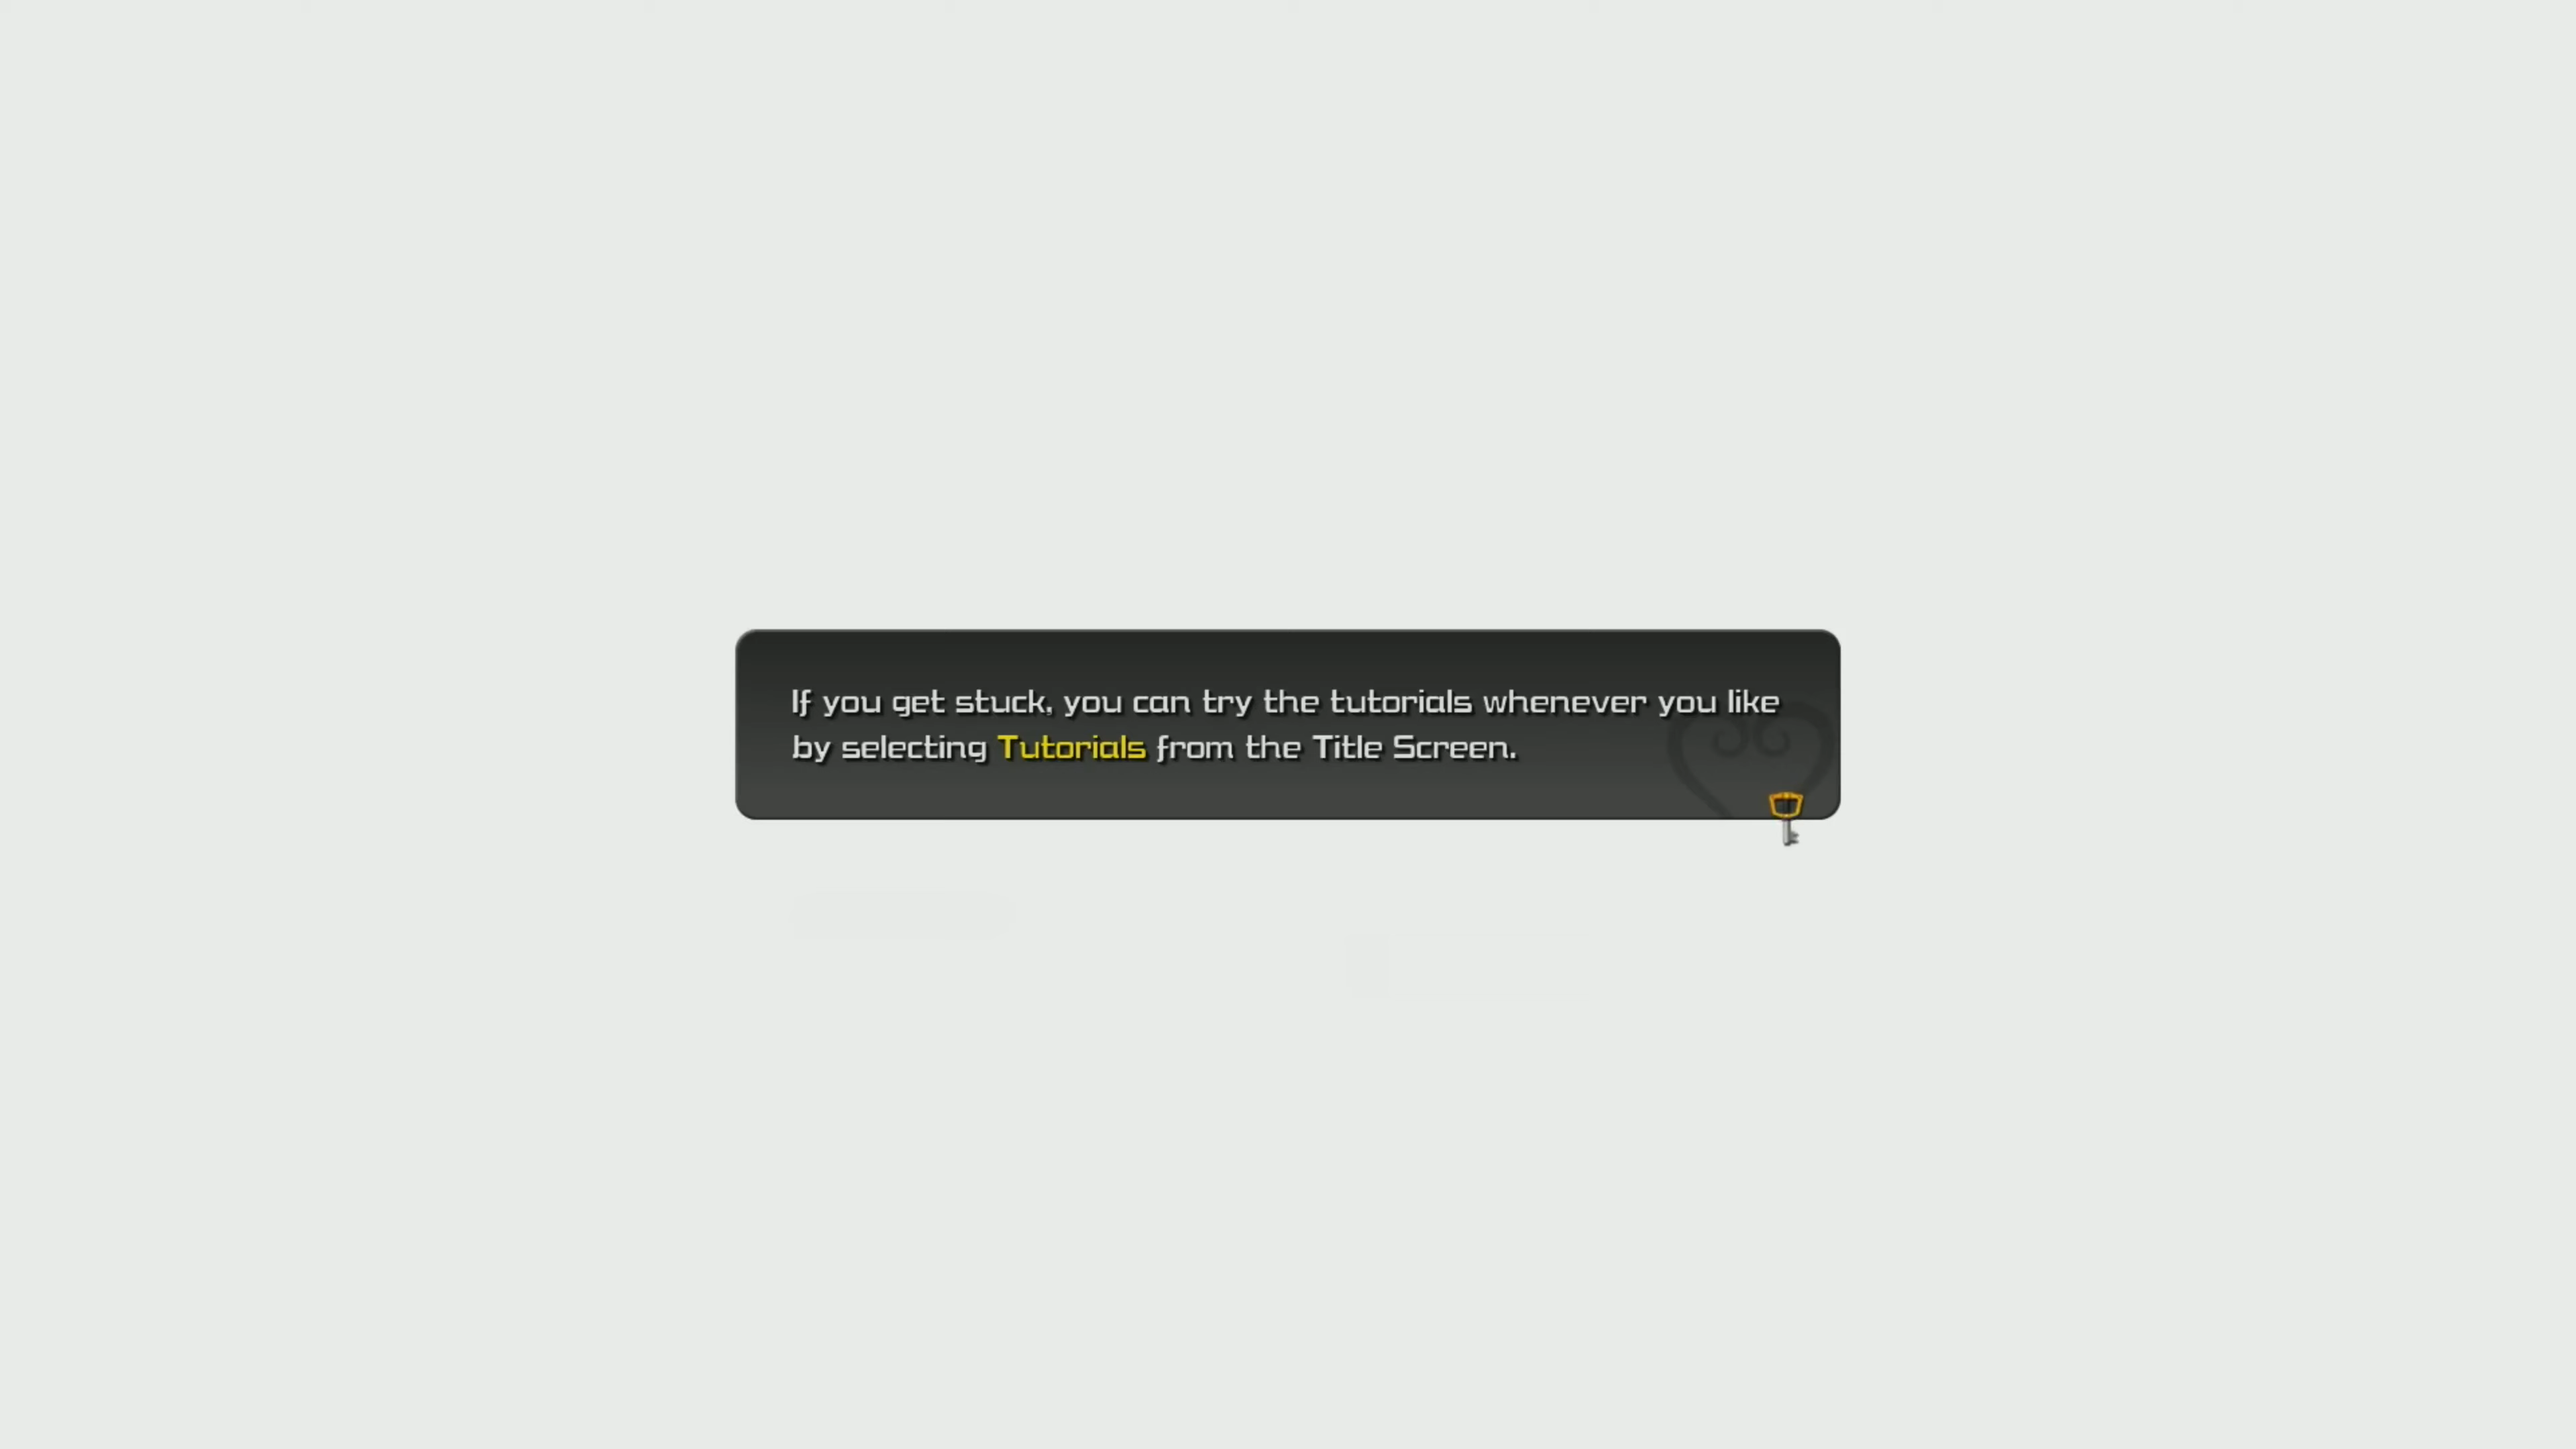 If you get stuck, you can try the tutorials whenever you like
by selecting Tutorials from the Title Screen.